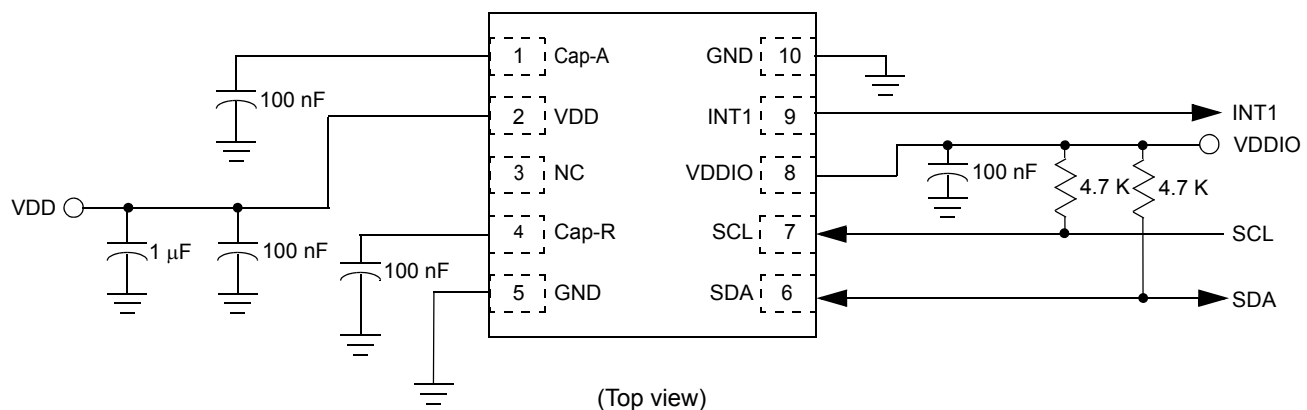 1 Cap-A
100 nF
2 VDD
3 NC
VDD
1 μF
100 nF
4 Cap-R
100 nF
5 GND
GND 10
INT1 9
INT1
VDDIO
VDDIO 8
100 nF
4.7 K
4.7 K
SCL 7
SCL
SDA 6
SDA
(Top view)